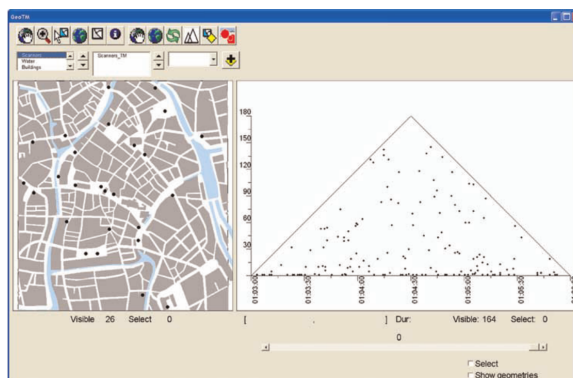 GeoTM
Scanners
Water
Buildings
Scanners_TM
180
150
120
90
60
30
0
01:03:00
01:03:30
01:04:00
01:04:30
01:05:00
01:05:30
Visible 26 Select 0
[ . ] Dur: Visible: 164 Select: 0
0
Select
Show geometries